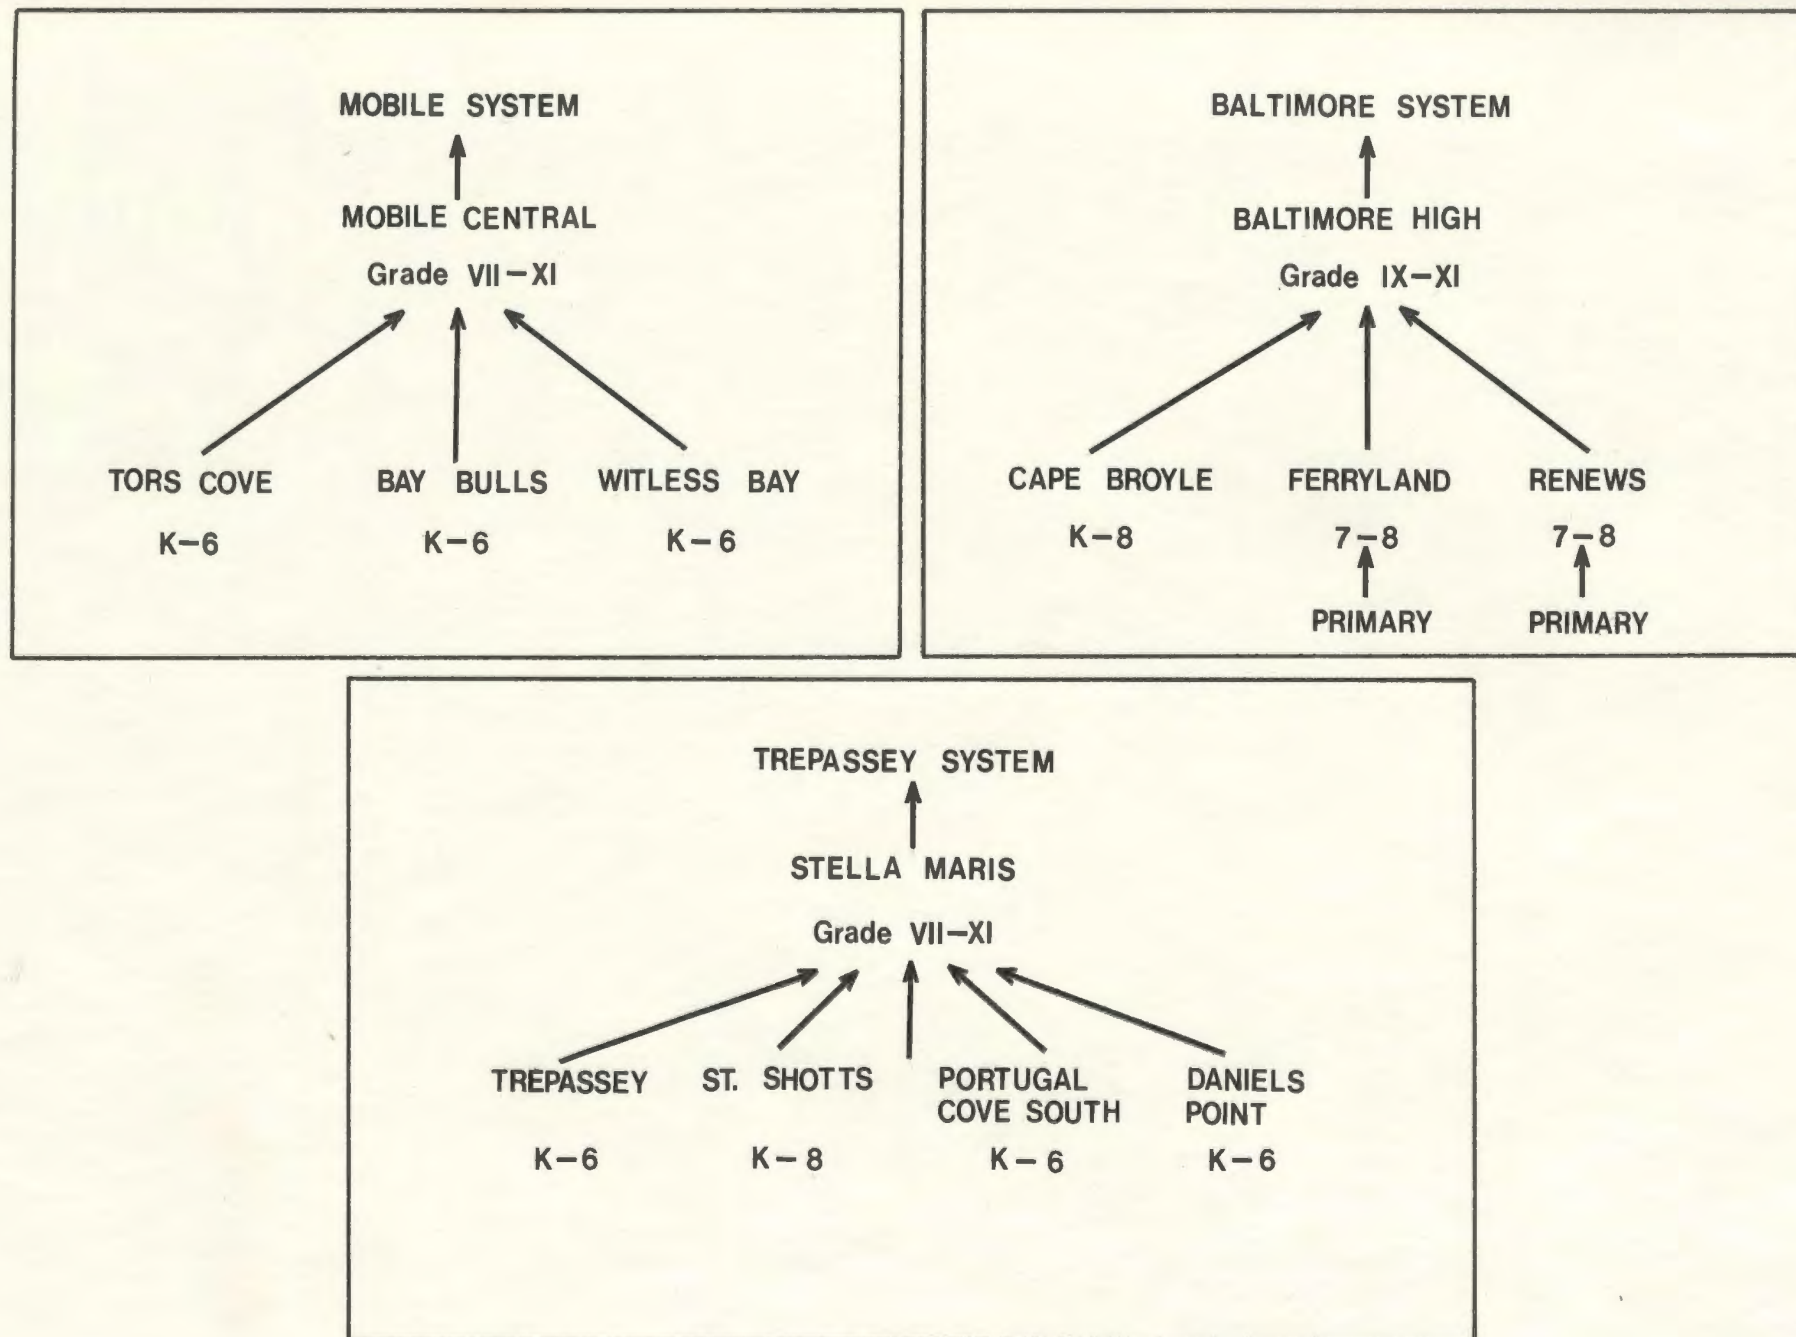 MOBILE SYSTEM
MOBILE CENTRAL
Grade VII–XI
TORS COVE BAY BULLS WITLESS BAY
K–6 K–6 K–6
BALTIMORE SYSTEM
BALTIMORE HIGH
Grade IX–XI
CAPE BROYLE FERRYLAND RENEWS
K–8 7–8 7–8
PRIMARY PRIMARY
TREPASSEY SYSTEM
STELLA MARIS
Grade VII–XI
TREPASSEY ST. SHOTTS PORTUGAL DANIELS
COVE SOUTH POINT
K–6 K–8 K–6 K–6